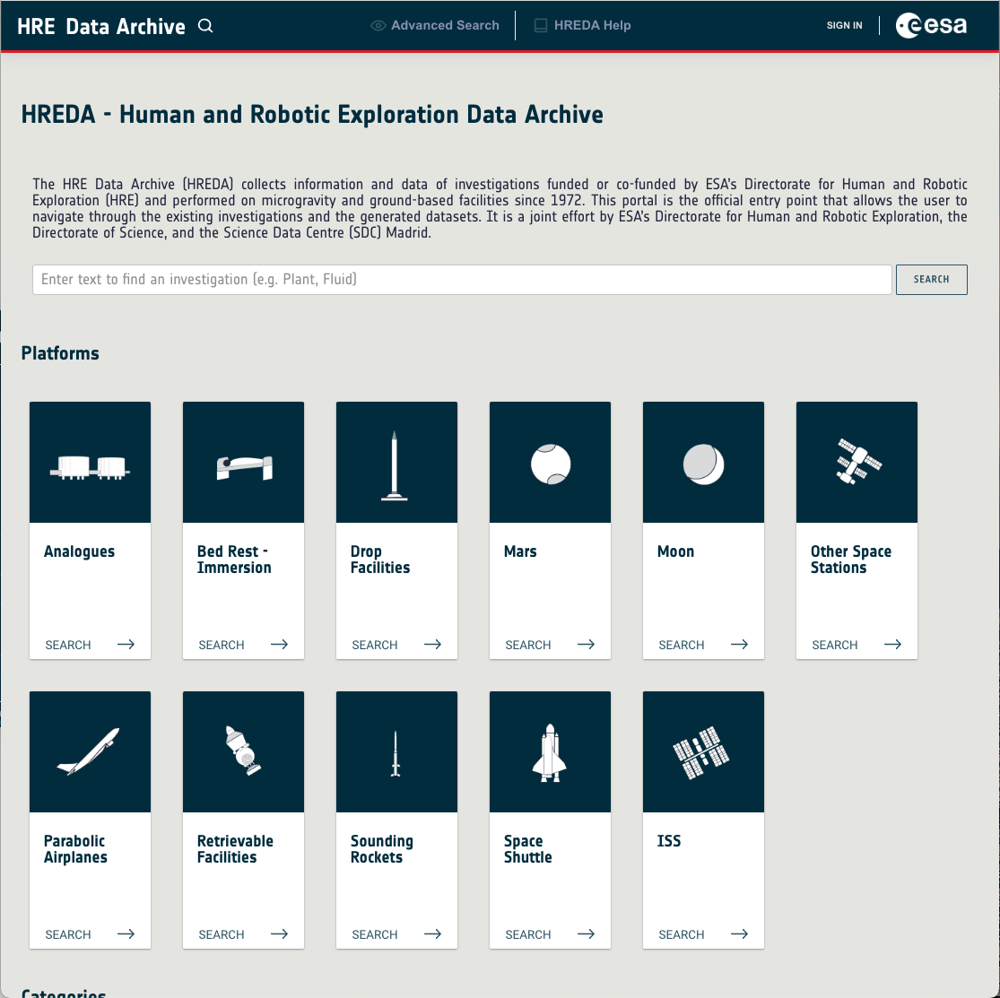 HRE Data Archive
Advanced Search
HREDA Help
SIGN IN
esa
HREDA - Human and Robotic Exploration Data Archive
The HRE Data Archive (HREDA) collects information and data of investigations funded or co-funded by ESA's Directorate for Human and Robotic
Exploration (HRE) and performed on microgravity and ground-based facilities since 1972. This portal is the official entry point that allows the user to
navigate through the existing investigations and the generated datasets. It is a joint effort by ESA's Directorate for Human and Robotic Exploration, the
Directorate of Science, and the Science Data Centre (SDC) Madrid.
Enter text to find an investigation (e.g. Plant, Fluid)
SEARCH
Platforms
Analogues
SEARCH
Bed Rest -
Immersion
SEARCH
Drop
Facilities
SEARCH
Mars
SEARCH
Moon
SEARCH
Other Space
Stations
SEARCH
Parabolic
Airplanes
SEARCH
Retrievable
Facilities
SEARCH
Sounding
Rockets
SEARCH
Space
Shuttle
SEARCH
ISS
SEARCH
Categories